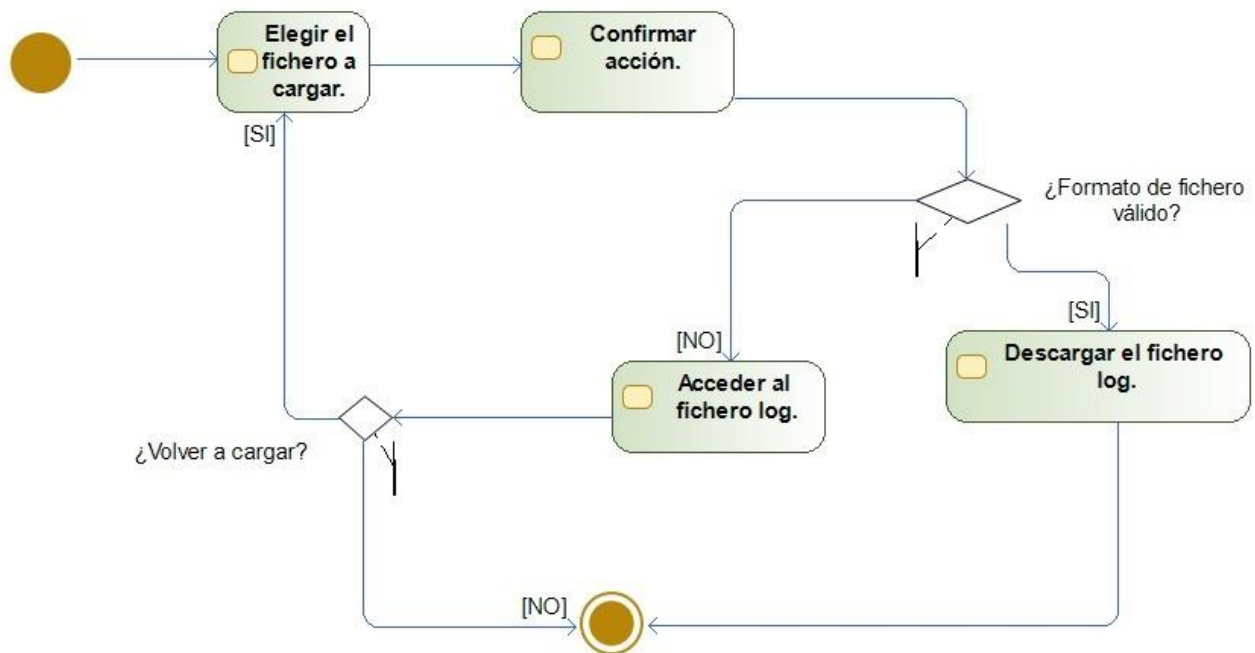 Elegir el
fichero a
cargar.
Confirmar
acción.
[SI]
¿Formato de fichero
válido?
[SI]
[NO]
Descargar el fichero
log.
Acceder al
fichero log.
¿Volver a cargar?
[NO]